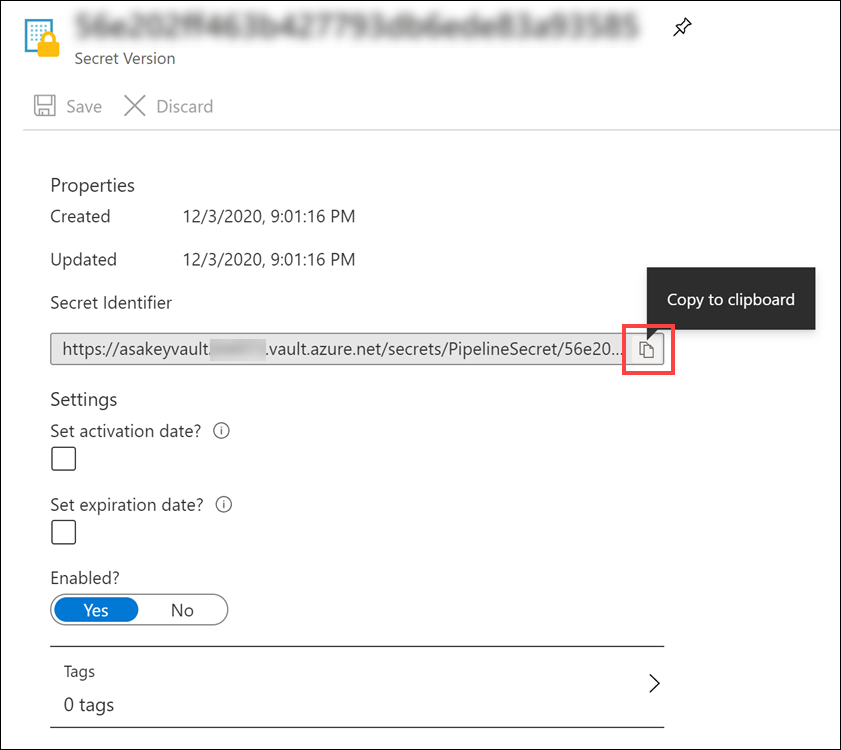 Secret Version
Save Discard
Properties
Created 12/3/2020, 9:01:16 PM
Updated 12/3/2020, 9:01:16 PM
Secret Identifier
Copy to clipboard
https://asakeyvault. .vault.azure.net/secrets/PipelineSecret/56e20...
Settings
Set activation date?
Set expiration date?
Enabled?
Yes No
Tags
0 tags